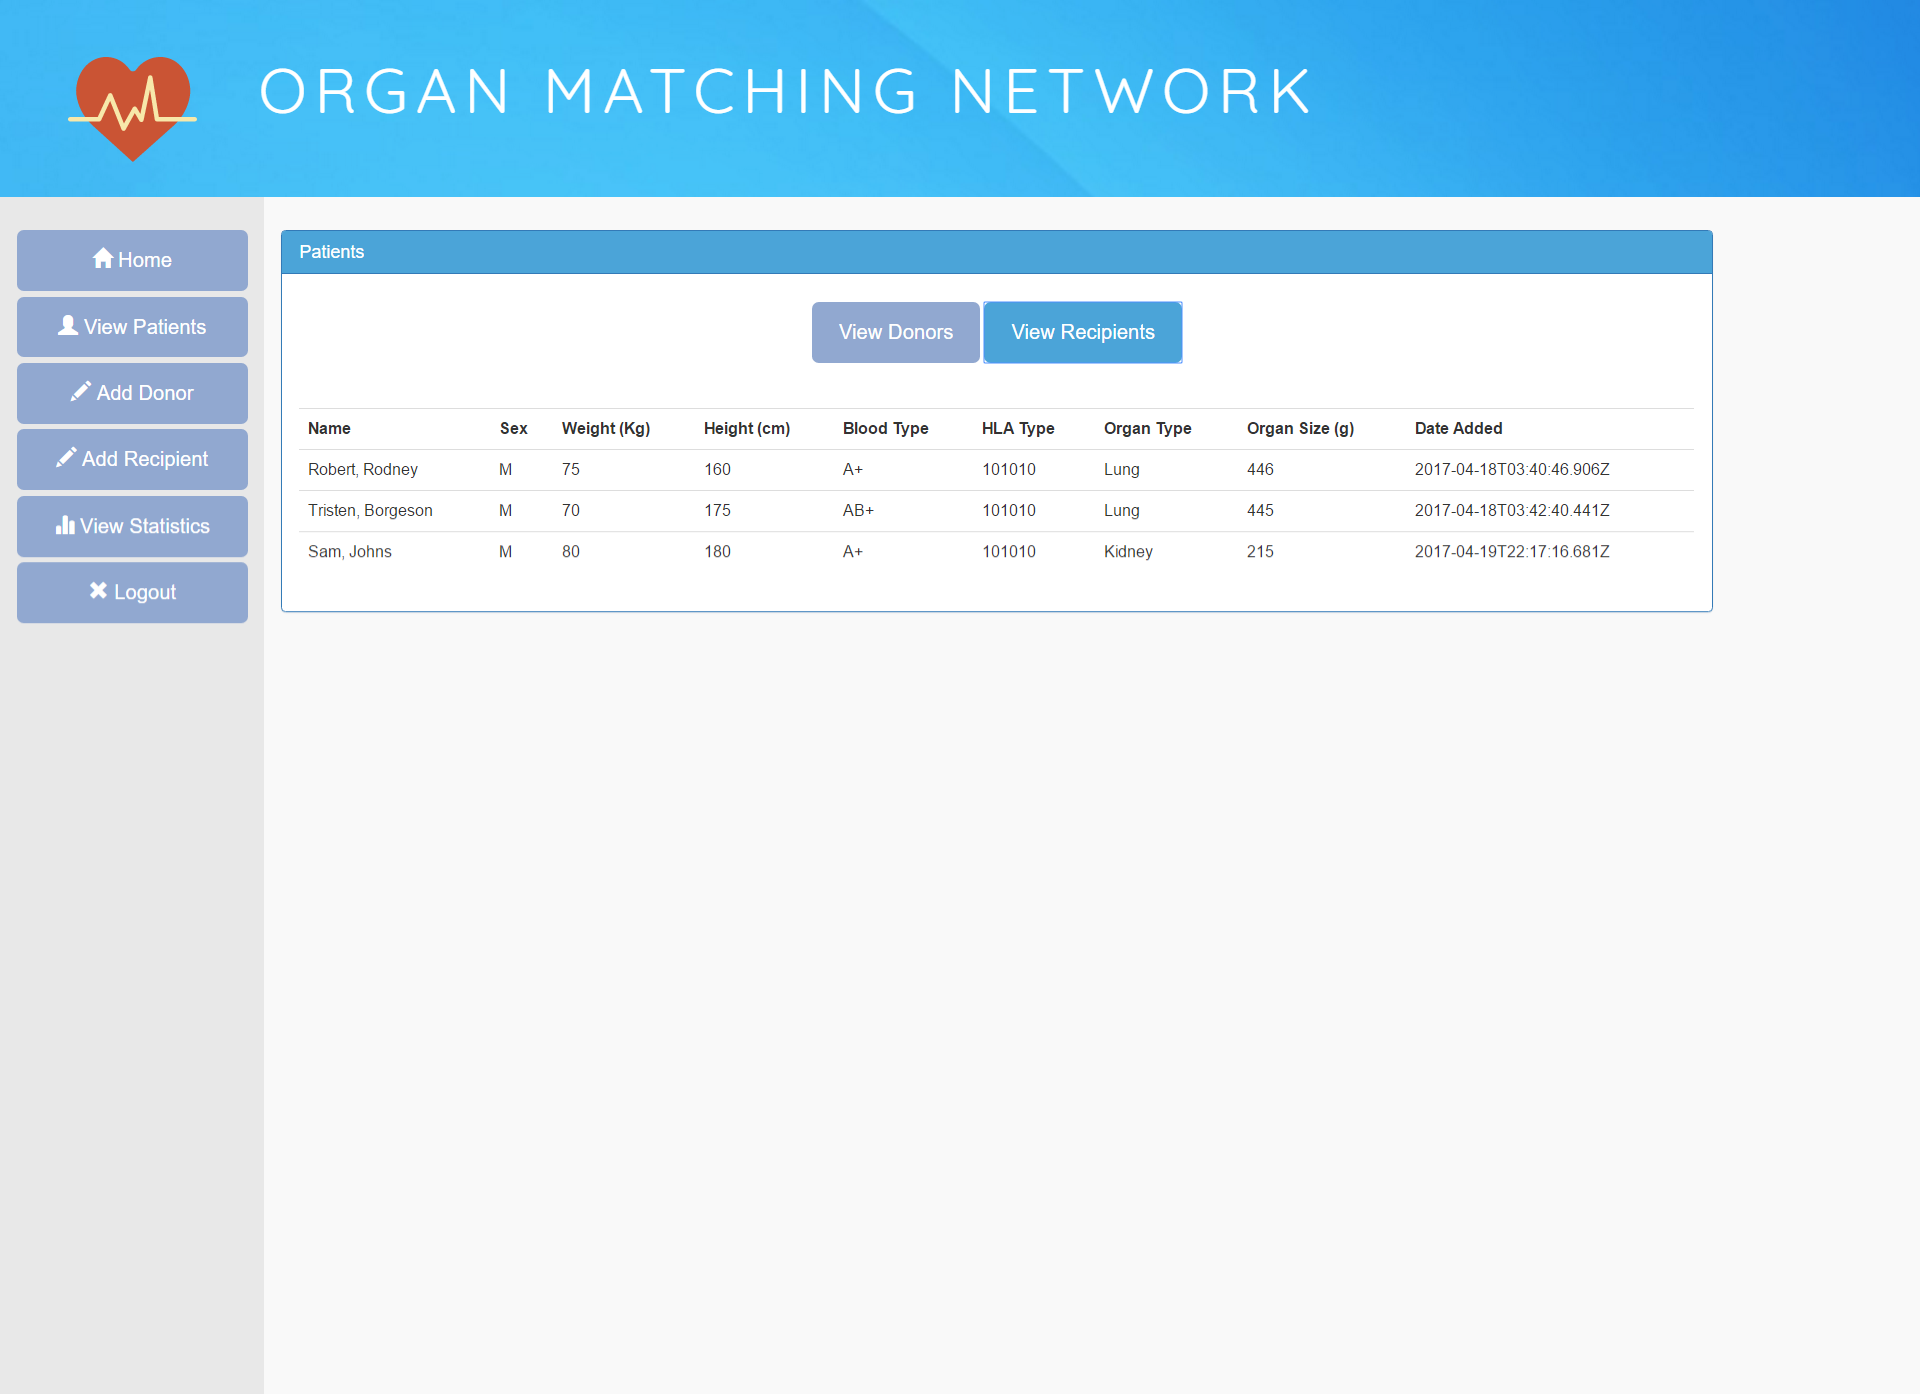 ORGAN MATCHING NETWORK
Home
View Patients
Add Donor
Add Recipient
View Statistics
Logout
Patients
View Donors View Recipients
Name Sex Weight (Kg) Height (cm) Blood Type HLA Type Organ Type Organ Size (g) Date Added
Robert, Rodney M 75 160 A+ 101010 Lung 446 2017-04-18T03:40:46.906Z
Tristen, Borgeson M 70 175 AB+ 101010 Lung 445 2017-04-18T03:42:40.441Z
Sam, Johns M 80 180 A+ 101010 Kidney 215 2017-04-19T22:17:16.681Z